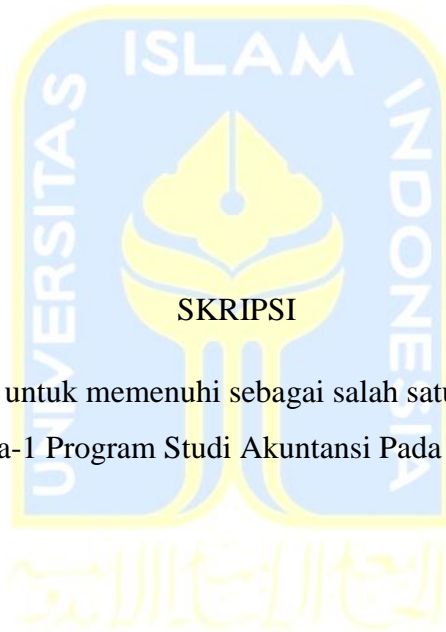 UNIVERSITAS ISLAM INDONESIA
SKRIPSI
untuk memenuhi sebagai salah satu
a-1 Program Studi Akuntansi Pada